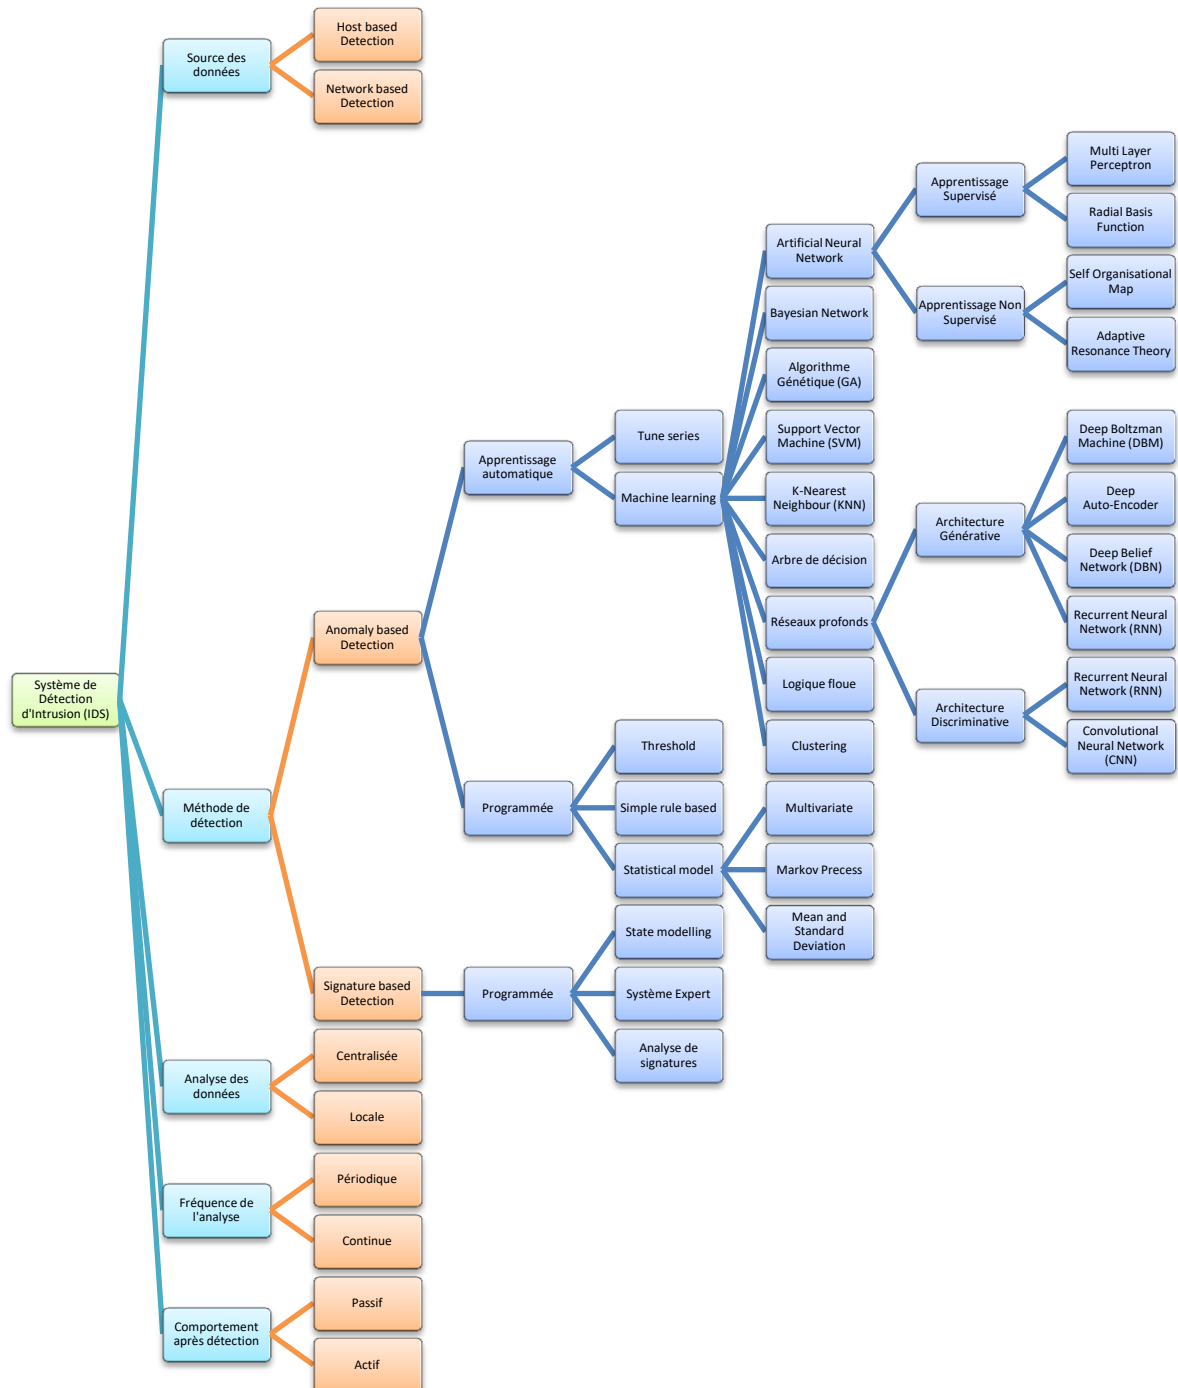 Système de
Détection
d'Intrusion (IDS)
Source des
données
Host based
Detection
Network based
Detection
Méthode de
détection
Anomaly based
Detection
Apprentissage
automatique
Tune series
Machine learning
Artificial Neural
Network
Apprentissage
Supervisé
Multi Layer
Perceptron
Radial Basis
Function
Apprentissage Non
Supervisé
Self Organisational
Map
Adaptive
Resonance Theory
Bayesian Network
Algorithme
Génétique (GA)
Support Vector
Machine (SVM)
K-Nearest
Neighbour (KNN)
Arbre de décision
Réseaux profonds
Architecture
Générative
Deep Boltzman
Machine (DBM)
Deep
Auto-Encoder
Deep Belief
Network (DBN)
Recurrent Neural
Network (RNN)
Architecture
Discriminative
Recurrent Neural
Network (RNN)
Convolutional
Neural Network
(CNN)
Logique floue
Clustering
Programmée
Threshold
Simple rule based
Statistical model
Multivariate
Markov Precess
Mean and
Standard
Deviation
Signature based
Detection
Programmée
State modelling
Système Expert
Analyse de
signatures
Analyse des
données
Centralisée
Locale
Fréquence de
l'analyse
Périodique
Continue
Comportement
après détection
Passif
Actif